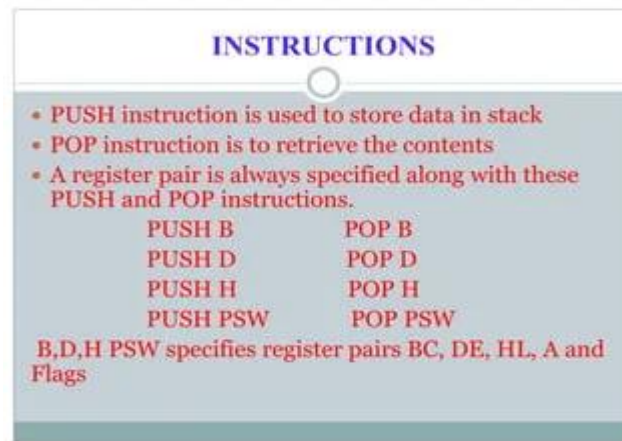 INSTRUCTIONS
• PUSH instruction is used to store data in stack
• POP instruction is to retrieve the contents
• A register pair is always specified along with these
PUSH and POP instructions.
PUSH B POP B
PUSH D POP D
PUSH H POP H
PUSH PSW POP PSW
B,D,H PSW specifies register pairs BC, DE, HL, A and
Flags